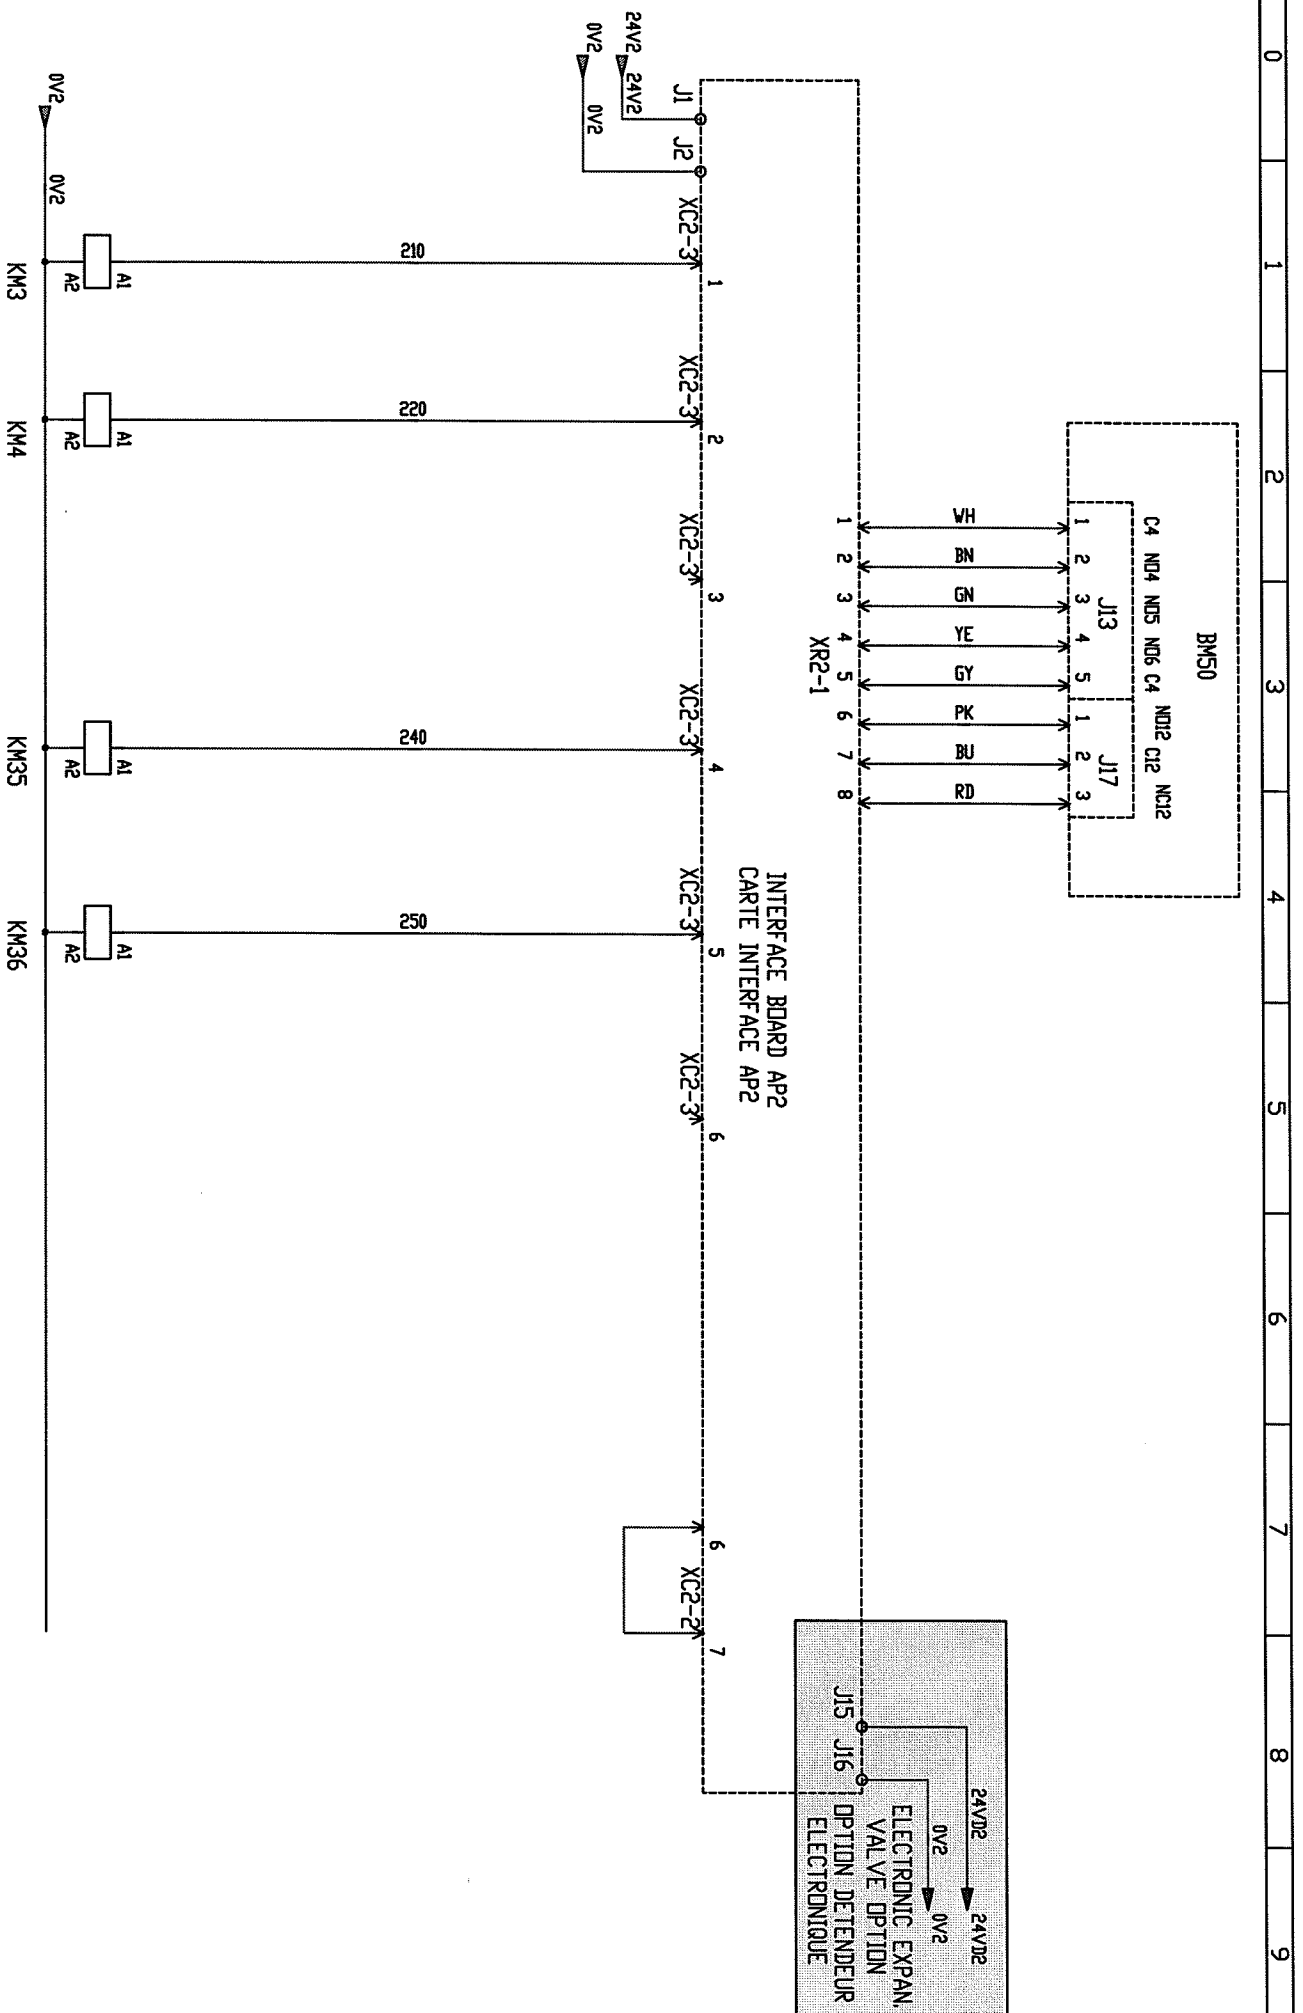 0 1 2 3 4 5 6 7 8 9
BM50
C4 NO4 NO5 NO6 C4 NO12 C12 NC12
J13 J17
1 2 3 4 5 1 2 3
WH BN GN YE GY PK BU RD
1 2 3 4 5 6 7 8
XR2-1
24VD2 24VD2
0V2 0V2
J15 J16
ELECTRONIC EXPAN.
VALVE OPTION
OPTION DETENDEUR
ELECTRONIQUE
INTERFACE BOARD AP2
CARTE INTERFACE AP2
1 2 3 4 5 6 6 7
J1 J2 XC2-3 XC2-3 XC2-3 XC2-3 XC2-3 XC2-3 XC2-2
24V2 24V2
0V2 0V2
210 220 240 250
A1 A1 A1 A1
A2 A2 A2 A2
0V2 0V2
KM3 KM4 KM35 KM36